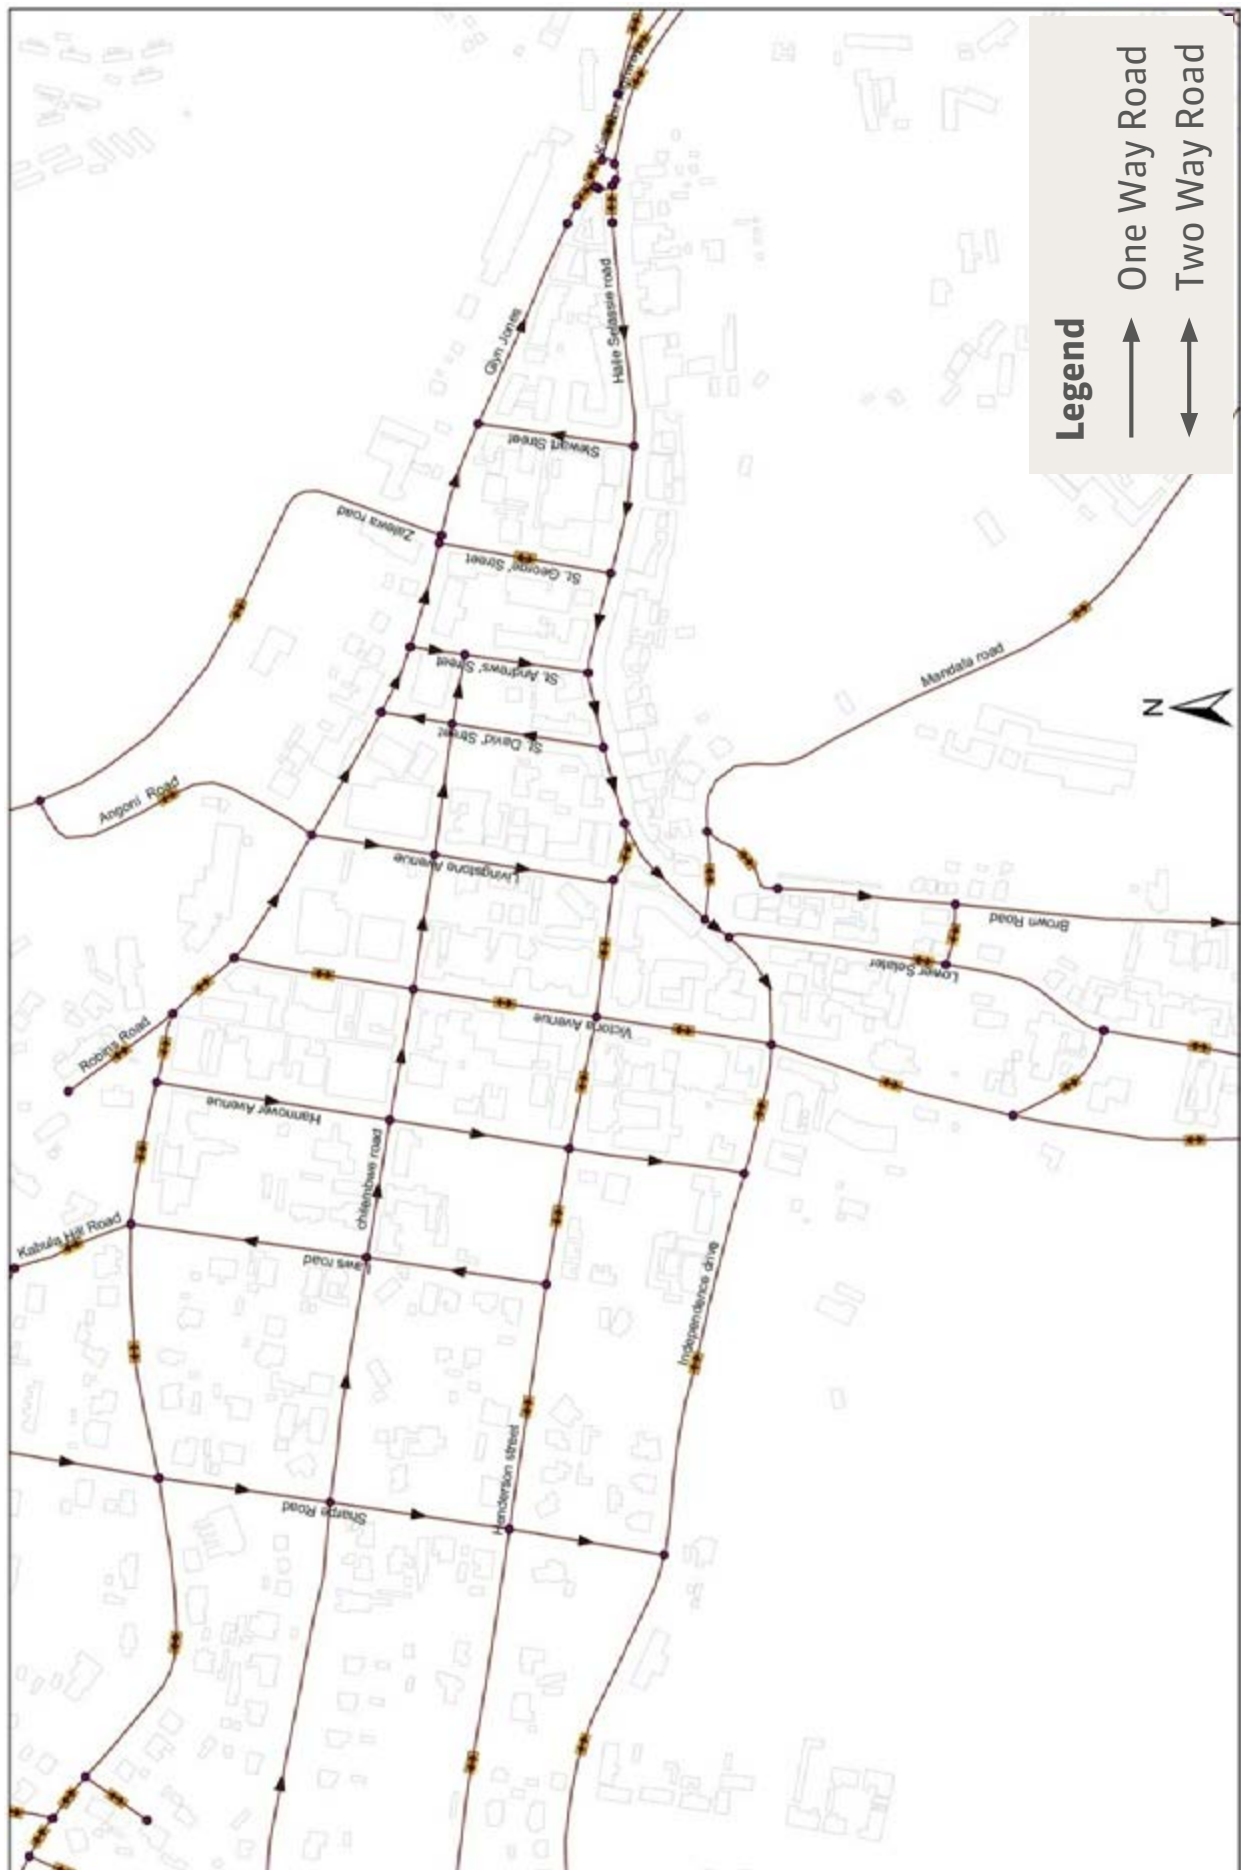 Glyn Jones
Haile Selassie road
Stewart Street
Zalewa road
St. George' Street
St. Andrews' Street
St. David' Street
Angoni Road
Livingstone Avenue
Mandala road
Brown Road
Lower Sclater
Victoria Avenue
Robins Road
Hannover Avenue
chilembwe road
Kabula Hill Road
Laws road
Independence drive
Henderson street
Sharpe Road
N
Legend
One Way Road
Two Way Road